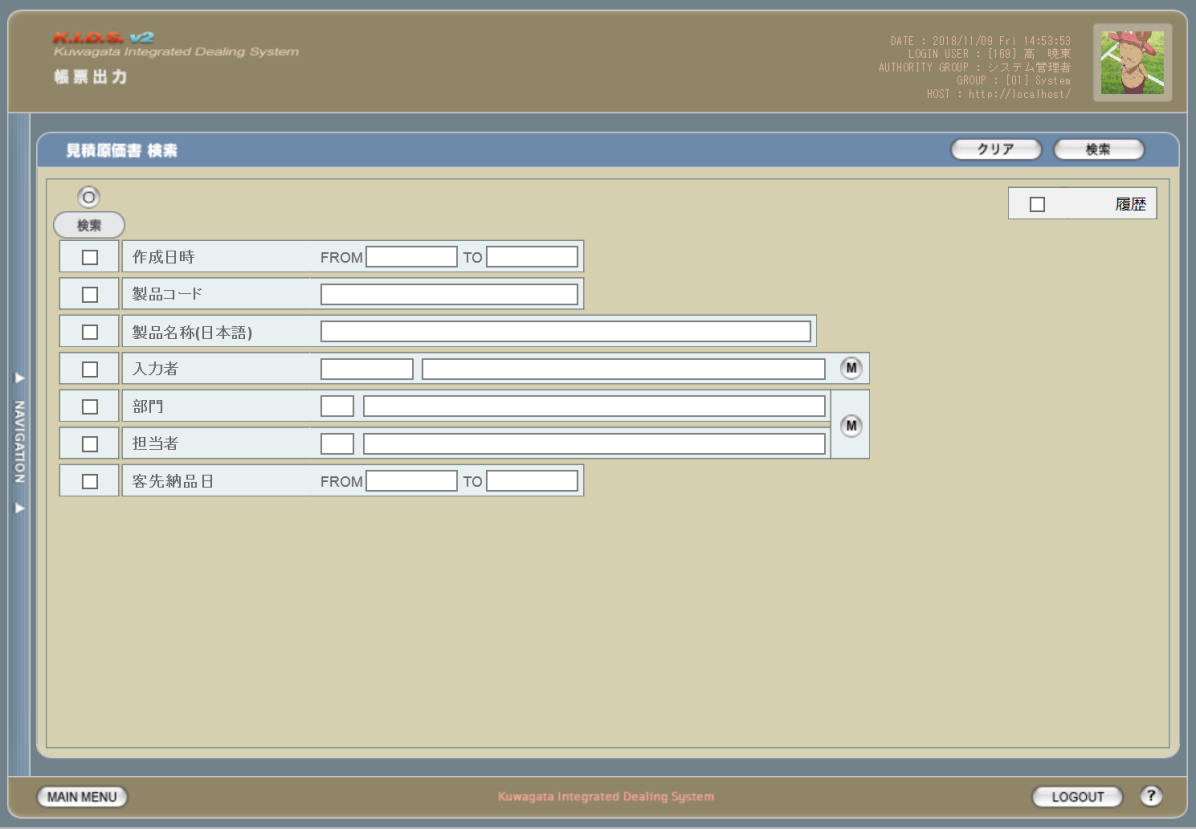 K.I.D.S. v2
Kuwagata Integrated Dealing System
帳票出力
DATE : 2018/11/09 Fri 14:53:53
LOGIN USER : [169] 高 暁東
AUTHORITY GROUP : システム管理者
GROUP : [01] System
HOST : http://localhost/
見積原価書 検索
クリア
検索
検索
履歴
作成日時 FROM TO
製品コード
製品名称(日本語)
入力者 M
部門
M
担当者
客先納品日 FROM TO
NAVIGATION
MAIN MENU
Kuwagata Integrated Dealing System
LOGOUT
?